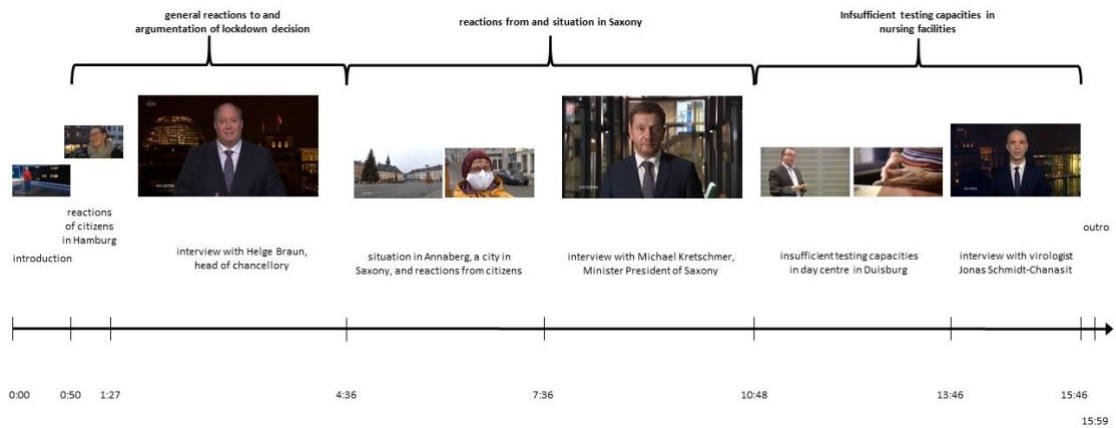 general reactions to and
argumentation of lockdown decision
reactions from and situation in Saxony
Infsufficient testing capacities in
nursing facilities
introduction
reactions
of citizens
in Hamburg
interview with Helge Braun,
head of chancellory
situation in Annaberg, a city in
Saxony, and reactions from citizens
interview with Michael Kretschmer,
Minister President of Saxony
insufficient testing capacities
in day centre in Duisburg
interview with virologist
Jonas Schmidt-Chanasit
outro
0:00
0:50
1:27
4:36
7:36
10:48
13:46
15:46
15:59